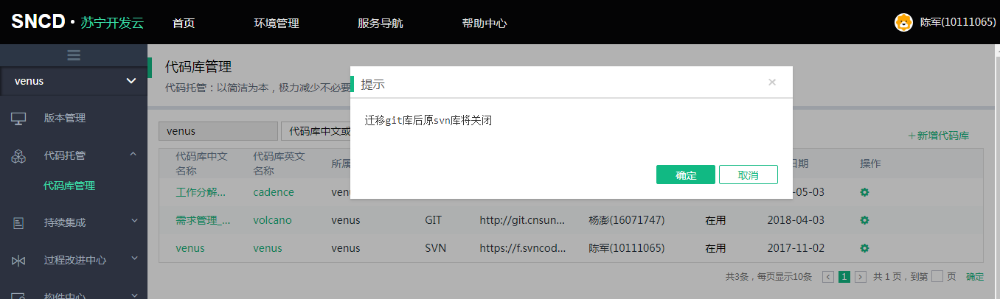 SNCD·苏宁开发云 首页 环境管理 服务导航 帮助中心 陈军(10111065)
venus
版本管理
代码托管
代码库管理
持续集成
过程改进中心
构件中心
代码库管理
代码托管：以简洁为本，极力减少不必要
提示 ×
迁移git库后原svn库将关闭
确定 取消
venus 代码库中文或 ＋新增代码库
代码库中文名称 代码库英文名称 所属 日期 操作
工作分解... cadence -05-03
需求管理_... volcano venus GIT http://git.cnsun... 杨澎(16071747) 在用 2018-04-03
venus venus venus SVN https://f.svncod... 陈军(10111065) 在用 2017-11-02
共3条，每页显示10条 < 1 > 共 1 页，到第 页 确定